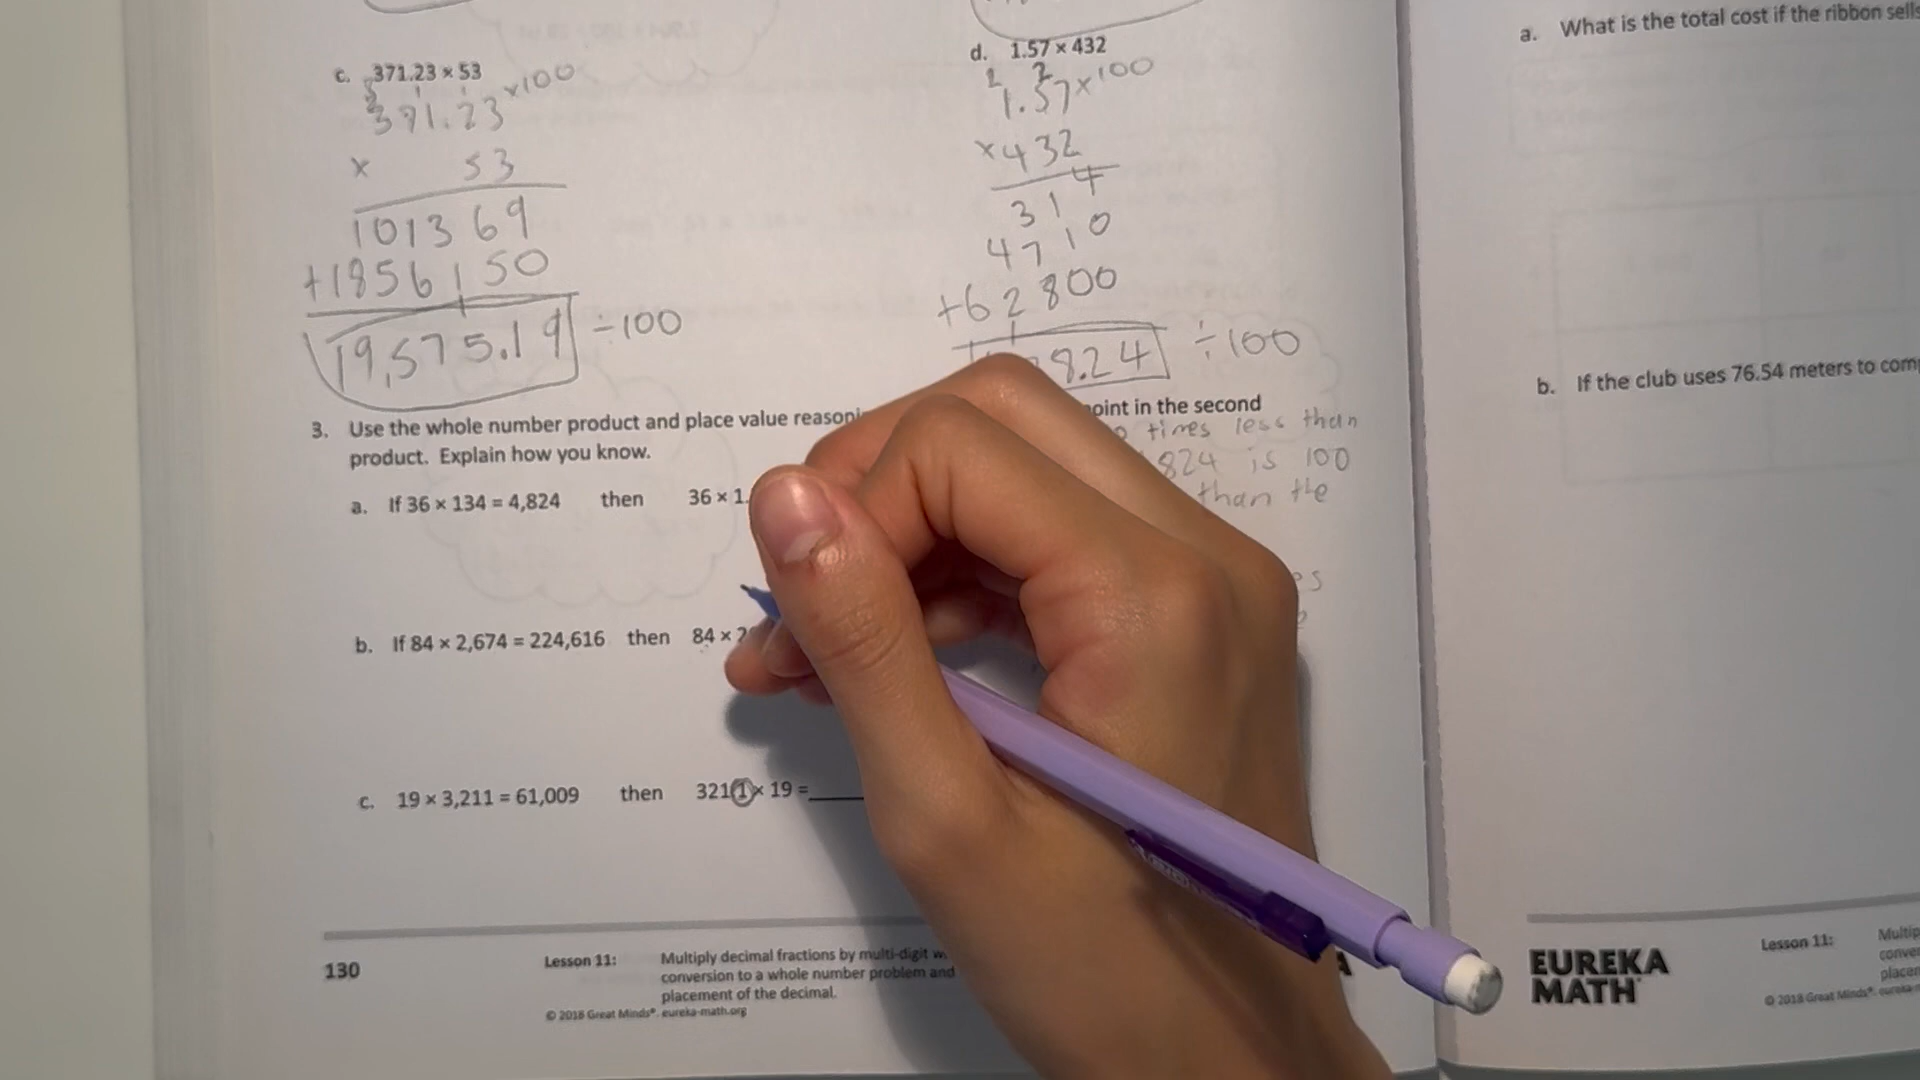 c. 371.23 × 53
371.23 ×100
× 53
101369
+1856150
19,575.19 ÷100
d. 1.57 × 432
1.57 ×100
×432
314
4710
+62800
8.24 ÷100
3. Use the whole number product and place value point in the second
product. Explain how you know.
times less than
824 is 100
than the
a. If 36 × 134 = 4,824 then 36 × 1.
b. If 84 × 2,674 = 224,616 then 84 × 2
c. 19 × 3,211 = 61,009 then 3211 × 19 =
130
Lesson 11: Multiply decimal fractions by multi-digit
conversion to a whole number problem and
placement of the decimal.
© 2018 Great Minds®. eureka-math.org
a. What is the total cost if the ribbon sells
b. If the club uses 76.54 meters to com
EUREKA
MATH
Lesson 11: Multip
conve
placem
© 2018 Great Minds®. eureka-m